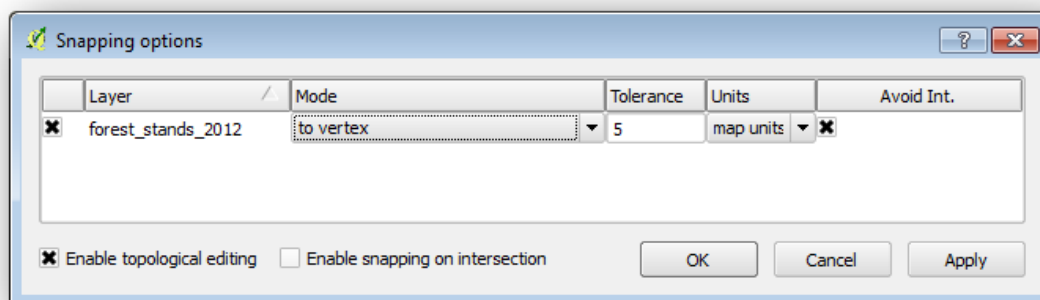 Snapping options
Layer Mode Tolerance Units Avoid Int.
forest_stands_2012 to vertex 5 map units
Enable topological editing Enable snapping on intersection OK Cancel Apply